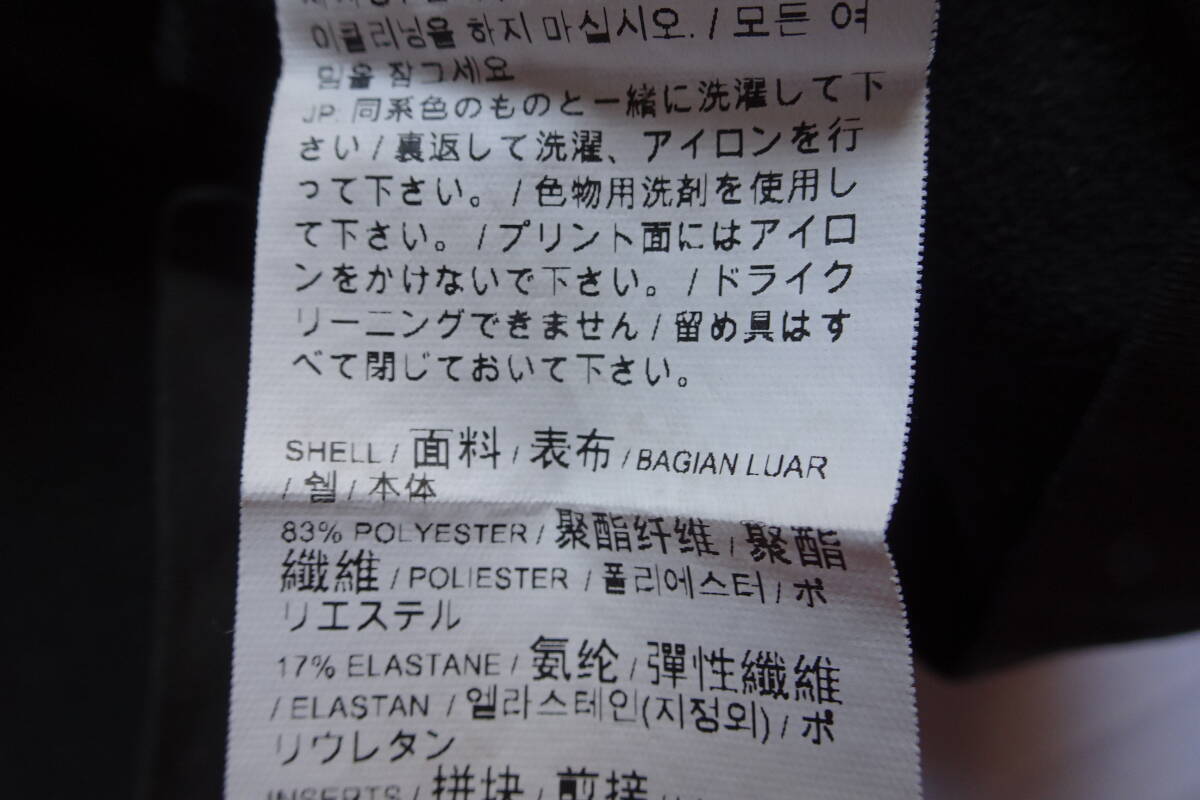 이클리닝을 하지 마십시오. / 모든 여
밈을 잠그세요
JP: 同系色のものと一緒に洗濯して下
さい / 裏返して洗濯、アイロンを行
って下さい。 / 色物用洗剤を使用し
て下さい。 / プリント面にはアイロ
ンをかけないで下さい。 / ドライク
リーニングできません / 留め具はす
べて閉じておいて下さい。
SHELL / 面料 / 表布 / BAGIAN LUAR
/ 쉘 / 本体
83% POLYESTER / 聚酯纤维 / 聚酯
纖維 / POLIESTER / 폴리에스터 / ポ
リエステル
17% ELASTANE / 氨纶 / 彈性纖維
/ ELASTAN / 엘라스테인(지정외) / ポ
リウレタン
INSERTS / 拼块 / 剪接